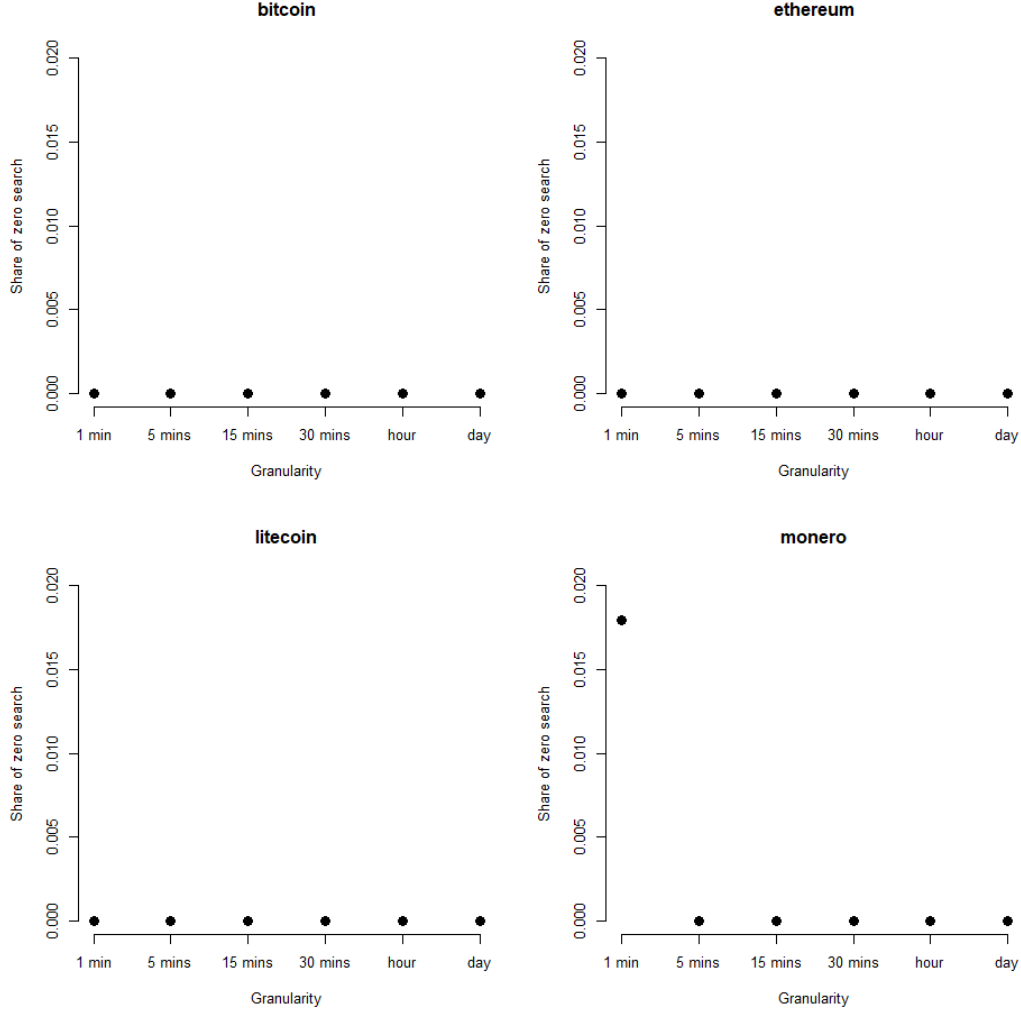 bitcoin
Share of zero search
0.020
0.015
0.010
0.005
0.000
1 min 5 mins 15 mins 30 mins hour day
Granularity
ethereum
Share of zero search
0.020
0.015
0.010
0.005
0.000
1 min 5 mins 15 mins 30 mins hour day
Granularity
litecoin
Share of zero search
0.020
0.015
0.010
0.005
0.000
1 min 5 mins 15 mins 30 mins hour day
Granularity
monero
Share of zero search
0.020
0.015
0.010
0.005
0.000
1 min 5 mins 15 mins 30 mins hour day
Granularity